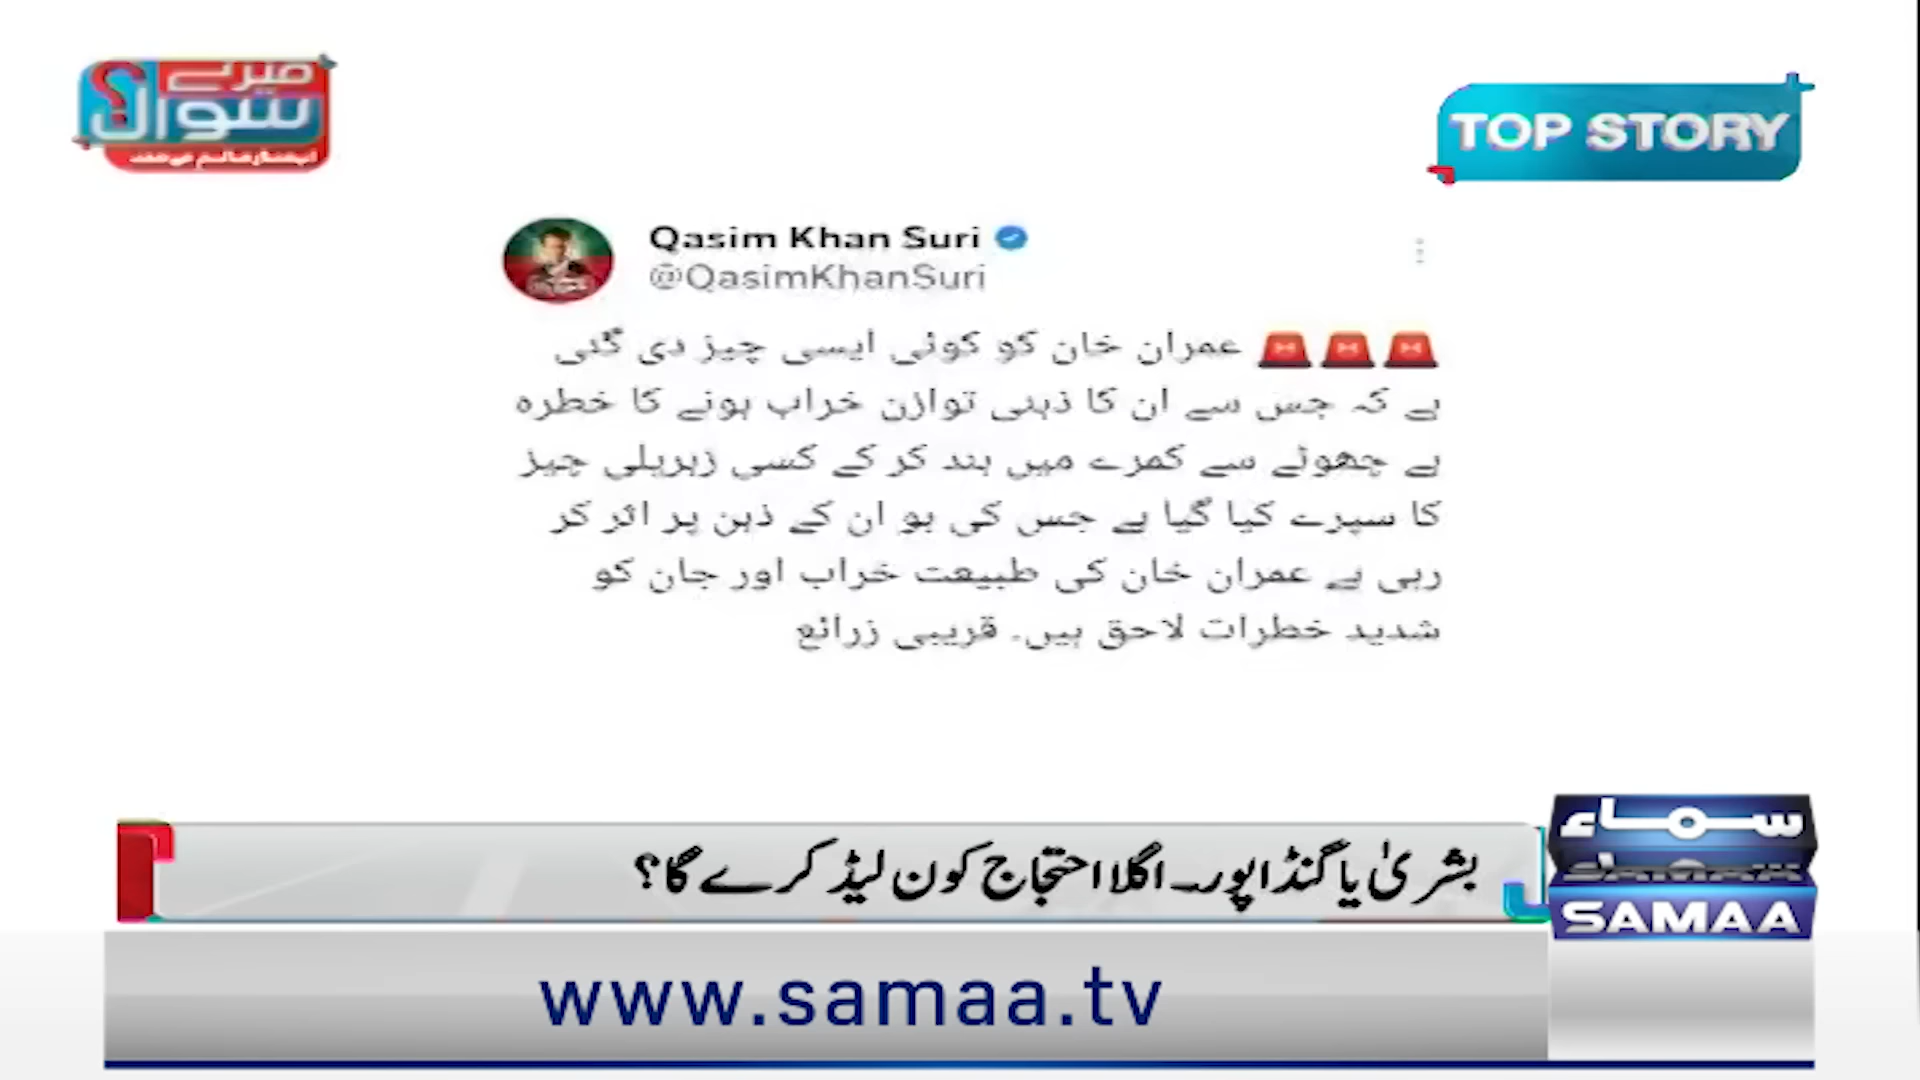 میرے
سوال؟
TOP STORY
Qasim Khan Suri
@QasimKhanSuri
🚨🚨🚨 عمران خان کو کوئی ایسی چیز دی گئی
ہے کہ جس سے ان کا ذہنی توازن خراب ہونے کا خطرہ
ہے چھوٹے سے کمرے میں بند کر کے کسی زہریلی چیز
کا سپرے کیا گیا ہے جس کی بو ان کے ذہن پر اثر کر
رہی ہے عمران خان کی طبیعت خراب اور جان کو
شدید خطرات لاحق ہیں۔ قریبی زرائع
بشریٰ یا گنڈاپور۔۔ اگلا احتجاج کون لیڈ کرے گا؟
سماء
SAMAA
www.samaa.tv